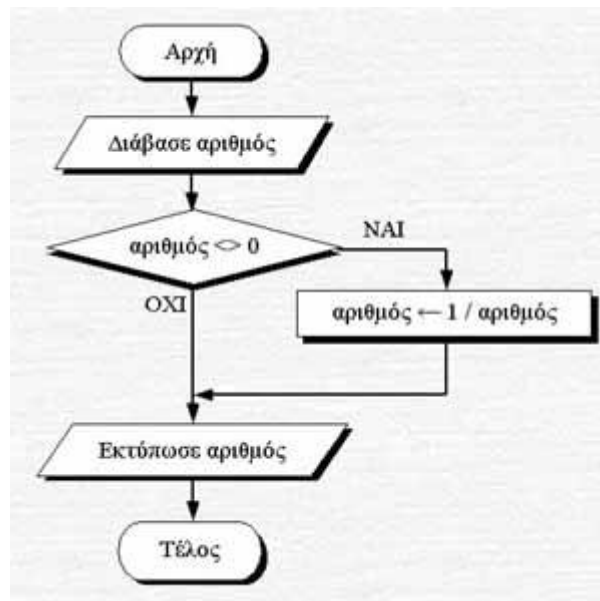 Αρχή
Διάβασε αριθμός
αριθμός <> 0
ΝΑΙ
ΟΧΙ
αριθμός ← 1 / αριθμός
Εκτύπωσε αριθμός
Τέλος